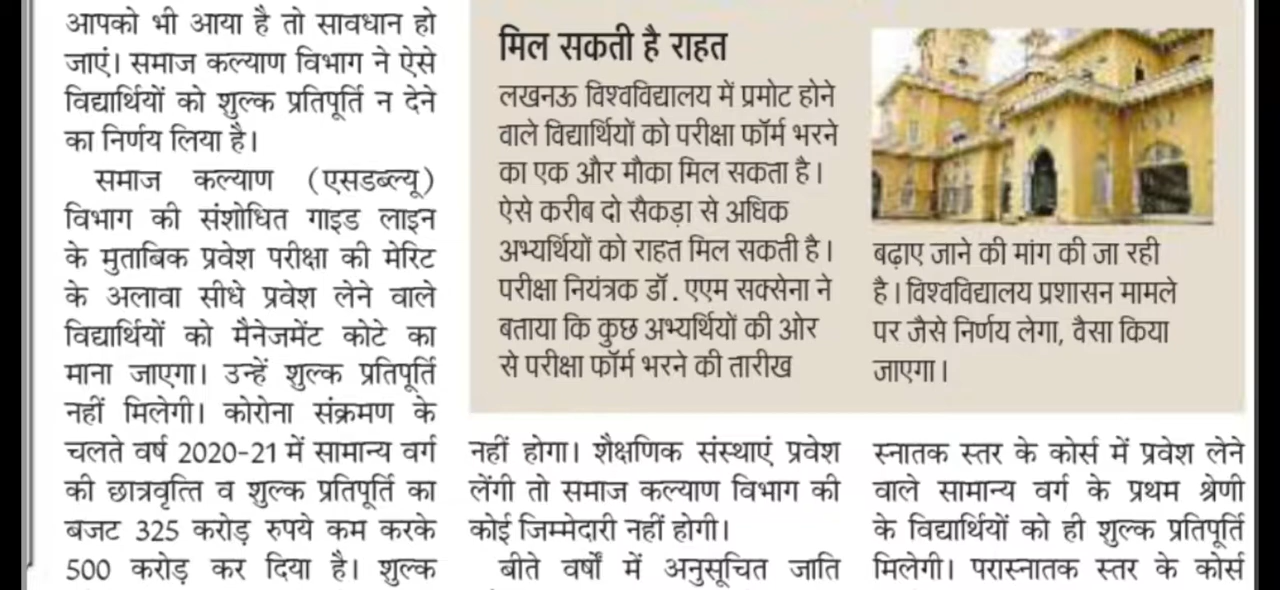 आपको भी आया है तो सावधान हो
जाएं। समाज कल्याण विभाग ने ऐसे
विद्यार्थियों को शुल्क प्रतिपूर्ति न देने
का निर्णय लिया है।
समाज कल्याण (एसडब्ल्यू)
विभाग की संशोधित गाइड लाइन
के मुताबिक प्रवेश परीक्षा की मेरिट
के अलावा सीधे प्रवेश लेने वाले
विद्यार्थियों को मैनेजमेंट कोटे का
माना जाएगा। उन्हें शुल्क प्रतिपूर्ति
नहीं मिलेगी। कोरोना संक्रमण के
चलते वर्ष 2020-21 में सामान्य वर्ग
की छात्रवृत्ति व शुल्क प्रतिपूर्ति का
बजट 325 करोड़ रुपये कम करके
500 करोड़ कर दिया है। शुल्क
मिल सकती है राहत
लखनऊ विश्वविद्यालय में प्रमोट होने
वाले विद्यार्थियों को परीक्षा फॉर्म भरने
का एक और मौका मिल सकता है।
ऐसे करीब दो सैकड़ा से अधिक
अभ्यर्थियों को राहत मिल सकती है।
परीक्षा नियंत्रक डॉ. एएम सक्सेना ने
बताया कि कुछ अभ्यर्थियों की ओर
से परीक्षा फॉर्म भरने की तारीख
बढ़ाए जाने की मांग की जा रही
है। विश्वविद्यालय प्रशासन मामले
पर जैसे निर्णय लेगा, वैसा किया
जाएगा।
नहीं होगा। शैक्षणिक संस्थाएं प्रवेश
लेंगी तो समाज कल्याण विभाग की
कोई जिम्मेदारी नहीं होगी।
बीते वर्षों में अनुसूचित जाति
स्नातक स्तर के कोर्स में प्रवेश लेने
वाले सामान्य वर्ग के प्रथम श्रेणी
के विद्यार्थियों को ही शुल्क प्रतिपूर्ति
मिलेगी। परास्नातक स्तर के कोर्स